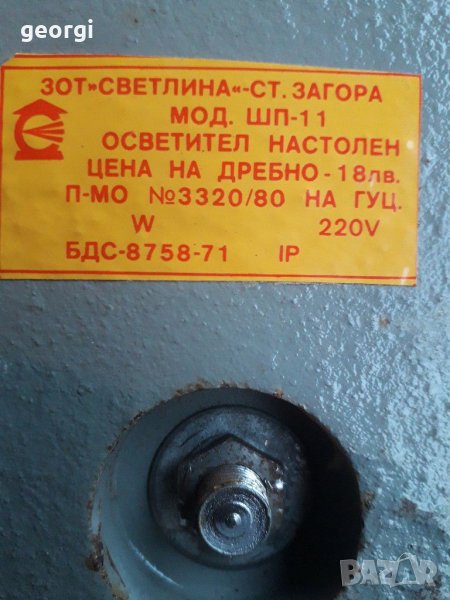 georgi
ЗОТ»СВЕТЛИНА«-СТ. ЗАГОРА
МОД. ШП-11
ОСВЕТИТЕЛ НАСТОЛЕН
ЦЕНА НА ДРЕБНО-18лв.
П-МО №3320/80 НА ГУЦ.
W 220V
БДС-8758-71 IP
BAZAR